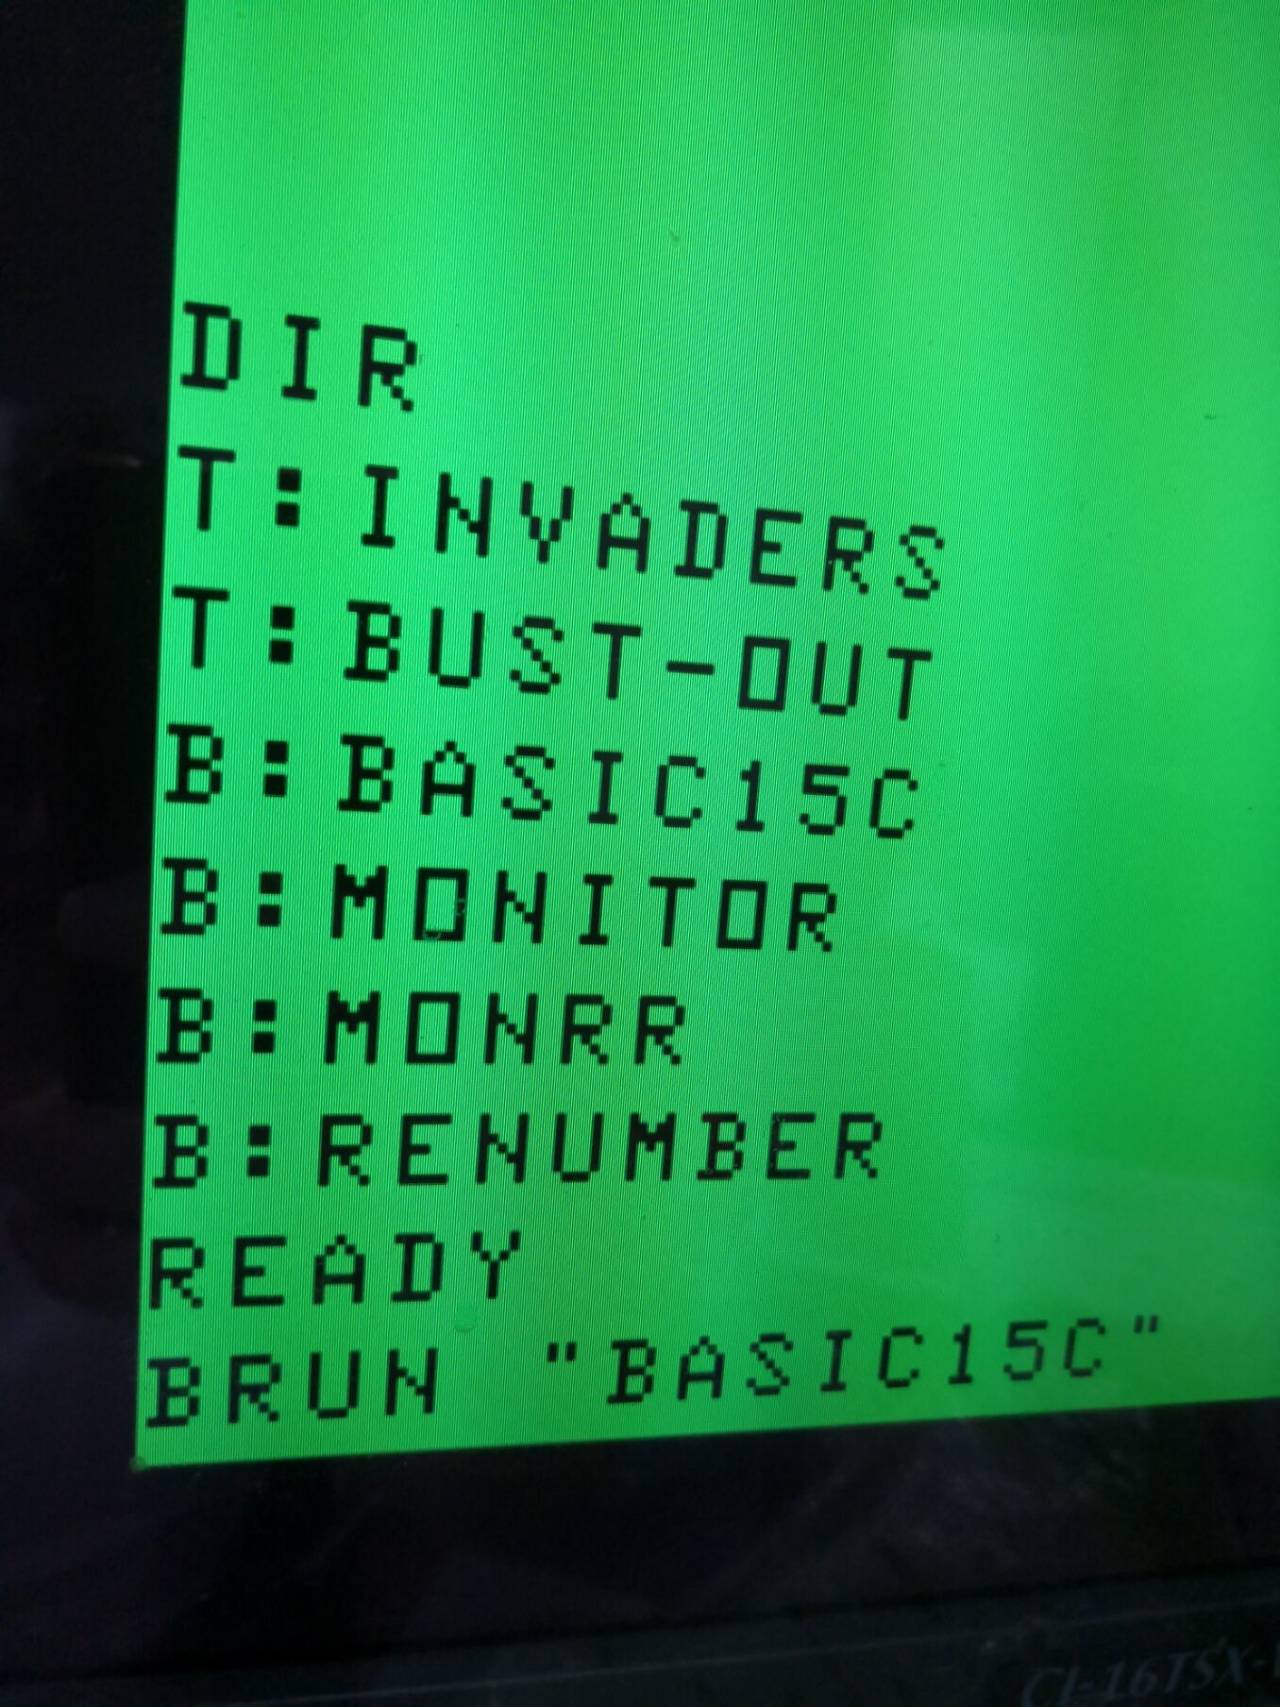 DIR
T:INVADERS
T:BUST-OUT
B:BASIC15C
B:MONITOR
B:MONRR
B:RENUMBER
READY
BRUN "BASIC15C"